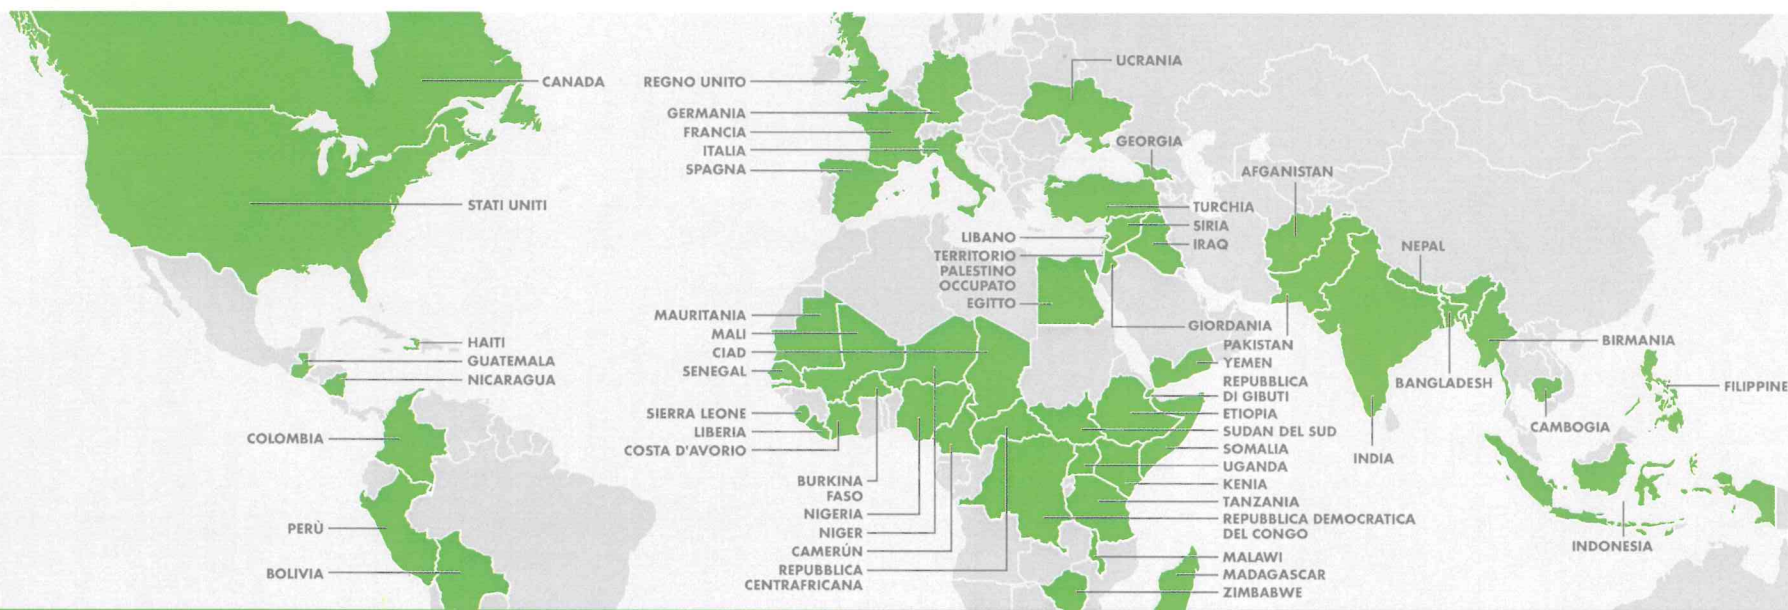 CANADA
STATI UNITI
HAITI
GUATEMALA
NICARAGUA
COLOMBIA
PERÙ
BOLIVIA
REGNO UNITO
GERMANIA
FRANCIA
ITALIA
SPAGNA
UCRANIA
GEORGIA
TURCHIA
SIRIA
IRAQ
LIBANO
TERRITORIO
PALESTINO
OCCUPATO
EGITTO
MAURITANIA
MALI
CIAD
SENEGAL
SIERRA LEONE
LIBERIA
COSTA D'AVORIO
BURKINA
FASO
NIGERIA
NIGER
CAMERÚN
REPUBBLICA
CENTRAFRICANA
GIORDANIA
PAKISTAN
YEMEN
REPUBBLICA
DI GIBUTI
ETIOPIA
SUDAN DEL SUD
SOMALIA
UGANDA
KENIA
TANZANIA
REPUBBLICA DEMOCRATICA
DEL CONGO
MALAWI
MADAGASCAR
ZIMBABWE
AFGANISTAN
NEPAL
BANGLADESH
INDIA
BIRMANIA
CAMBOGIA
FILIPPINE
INDONESIA